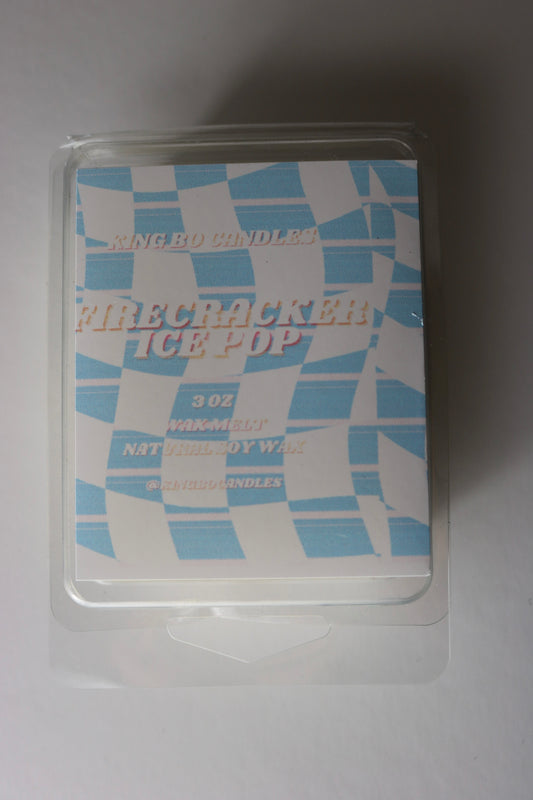 KING BO CANDLES
FIRECRACKER
ICE POP
3 OZ
WAX MELT
NATURAL SOY WAX
@KINGBOCANDLES